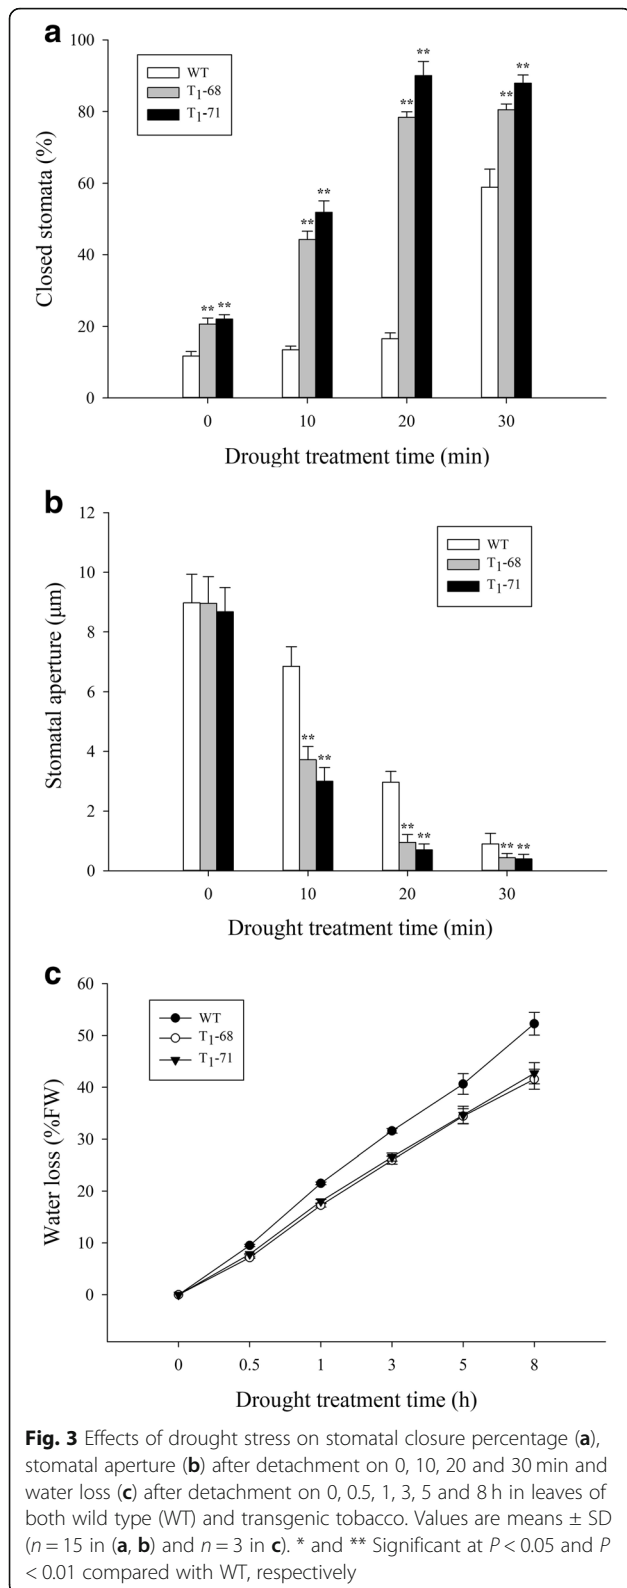 a
100
80
60
40
20
0
Closed stomata (%)
WT
T1-68
T1-71
** **
** **
** **
** **
0 10 20 30
Drought treatment time (min)
b
12
10
8
6
4
2
0
Stomatal aperture (μm)
WT
T1-68
T1-71
** **
** **
** **
0 10 20 30
Drought treatment time (min)
c
60
50
40
30
20
10
0
Water loss (%FW)
WT
T1-68
T1-71
0 0.5 1 3 5 8
Drought treatment time (h)
Fig. 3 Effects of drought stress on stomatal closure percentage (a),
stomatal aperture (b) after detachment on 0, 10, 20 and 30 min and
water loss (c) after detachment on 0, 0.5, 1, 3, 5 and 8 h in leaves of
both wild type (WT) and transgenic tobacco. Values are means ± SD
(n = 15 in (a, b) and n = 3 in c). * and ** Significant at P < 0.05 and P
< 0.01 compared with WT, respectively